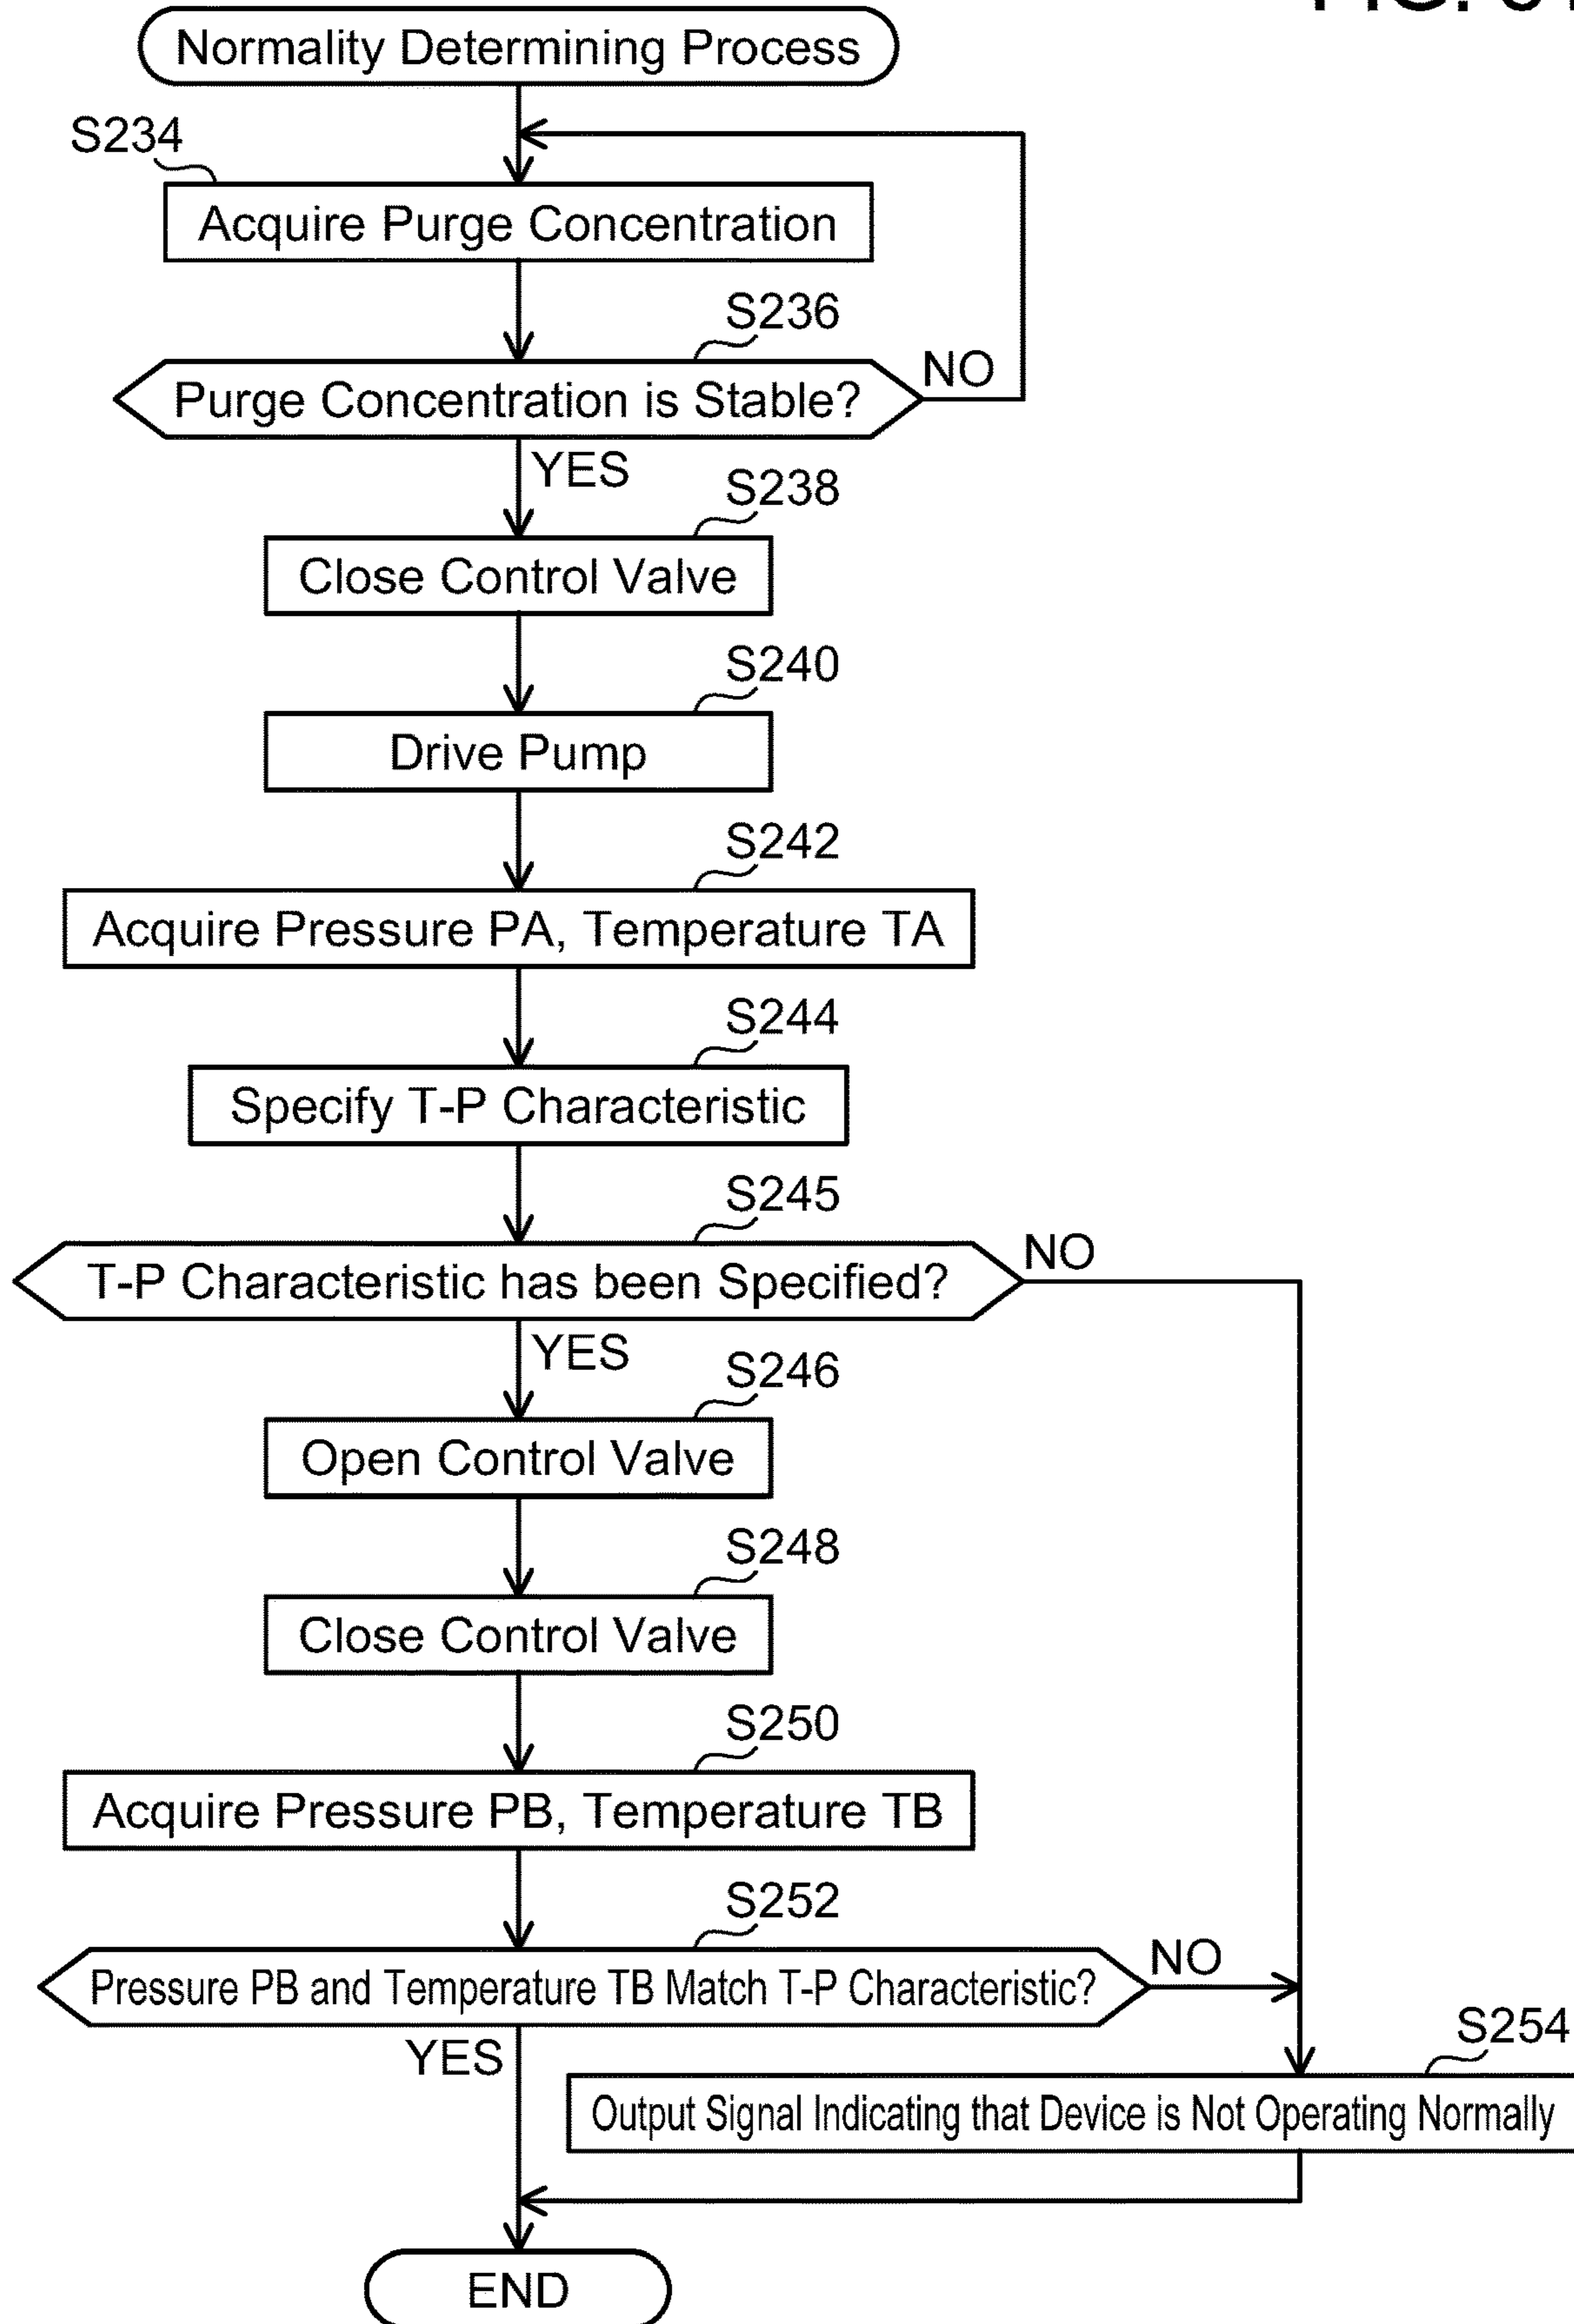 FIG.
Normality Determining Process
S234
Acquire Purge Concentration
S236
Purge Concentration is Stable?
NO
YES
S238
Close Control Valve
S240
Drive Pump
S242
Acquire Pressure PA, Temperature TA
S244
Specify T-P Characteristic
S245
T-P Characteristic has been Specified?
NO
YES
S246
Open Control Valve
S248
Close Control Valve
S250
Acquire Pressure PB, Temperature TB
S252
Pressure PB and Temperature TB Match T-P Characteristic?
NO
YES
S254
Output Signal Indicating that Device is Not Operating Normally
END